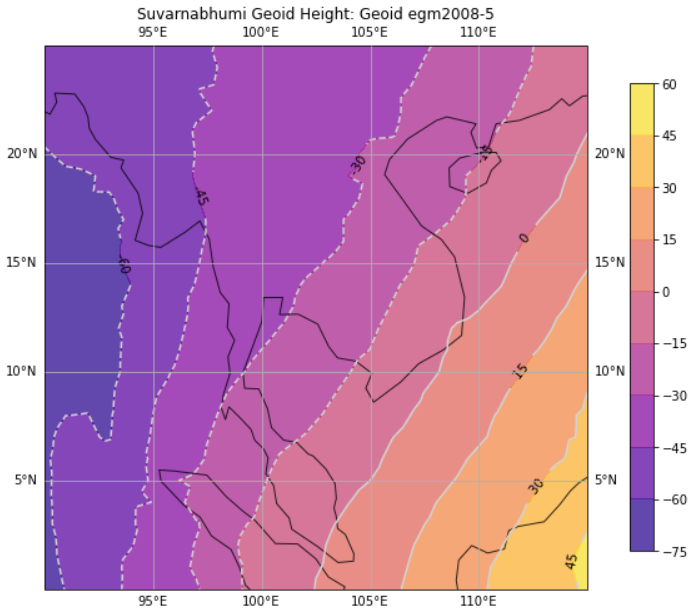 Suvarnabhumi Geoid Height: Geoid egm2008-5
95°E 100°E 105°E 110°E
60
45
20°N -30 -15 20°N
-45
30
0
15
15°N -60 15°N
0
-15
10°N 15 10°N
-30
-45
5°N 30 5°N
-60
45
-75
95°E 100°E 105°E 110°E